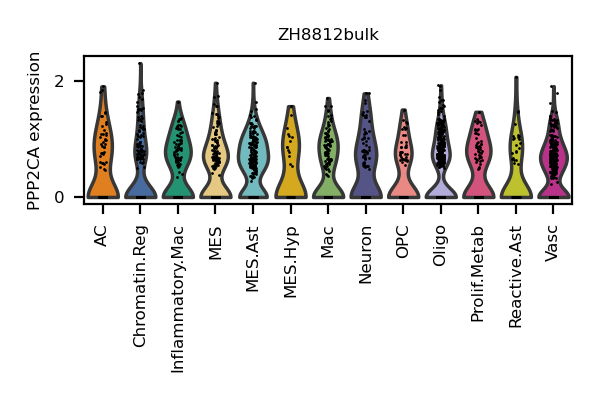 ZH8812bulk
PPP2CA expression
2
0
AC
Chromatin.Reg
Inflammatory.Mac
MES
MES.Ast
MES.Hyp
Mac
Neuron
OPC
Oligo
Prolif.Metab
Reactive.Ast
Vasc